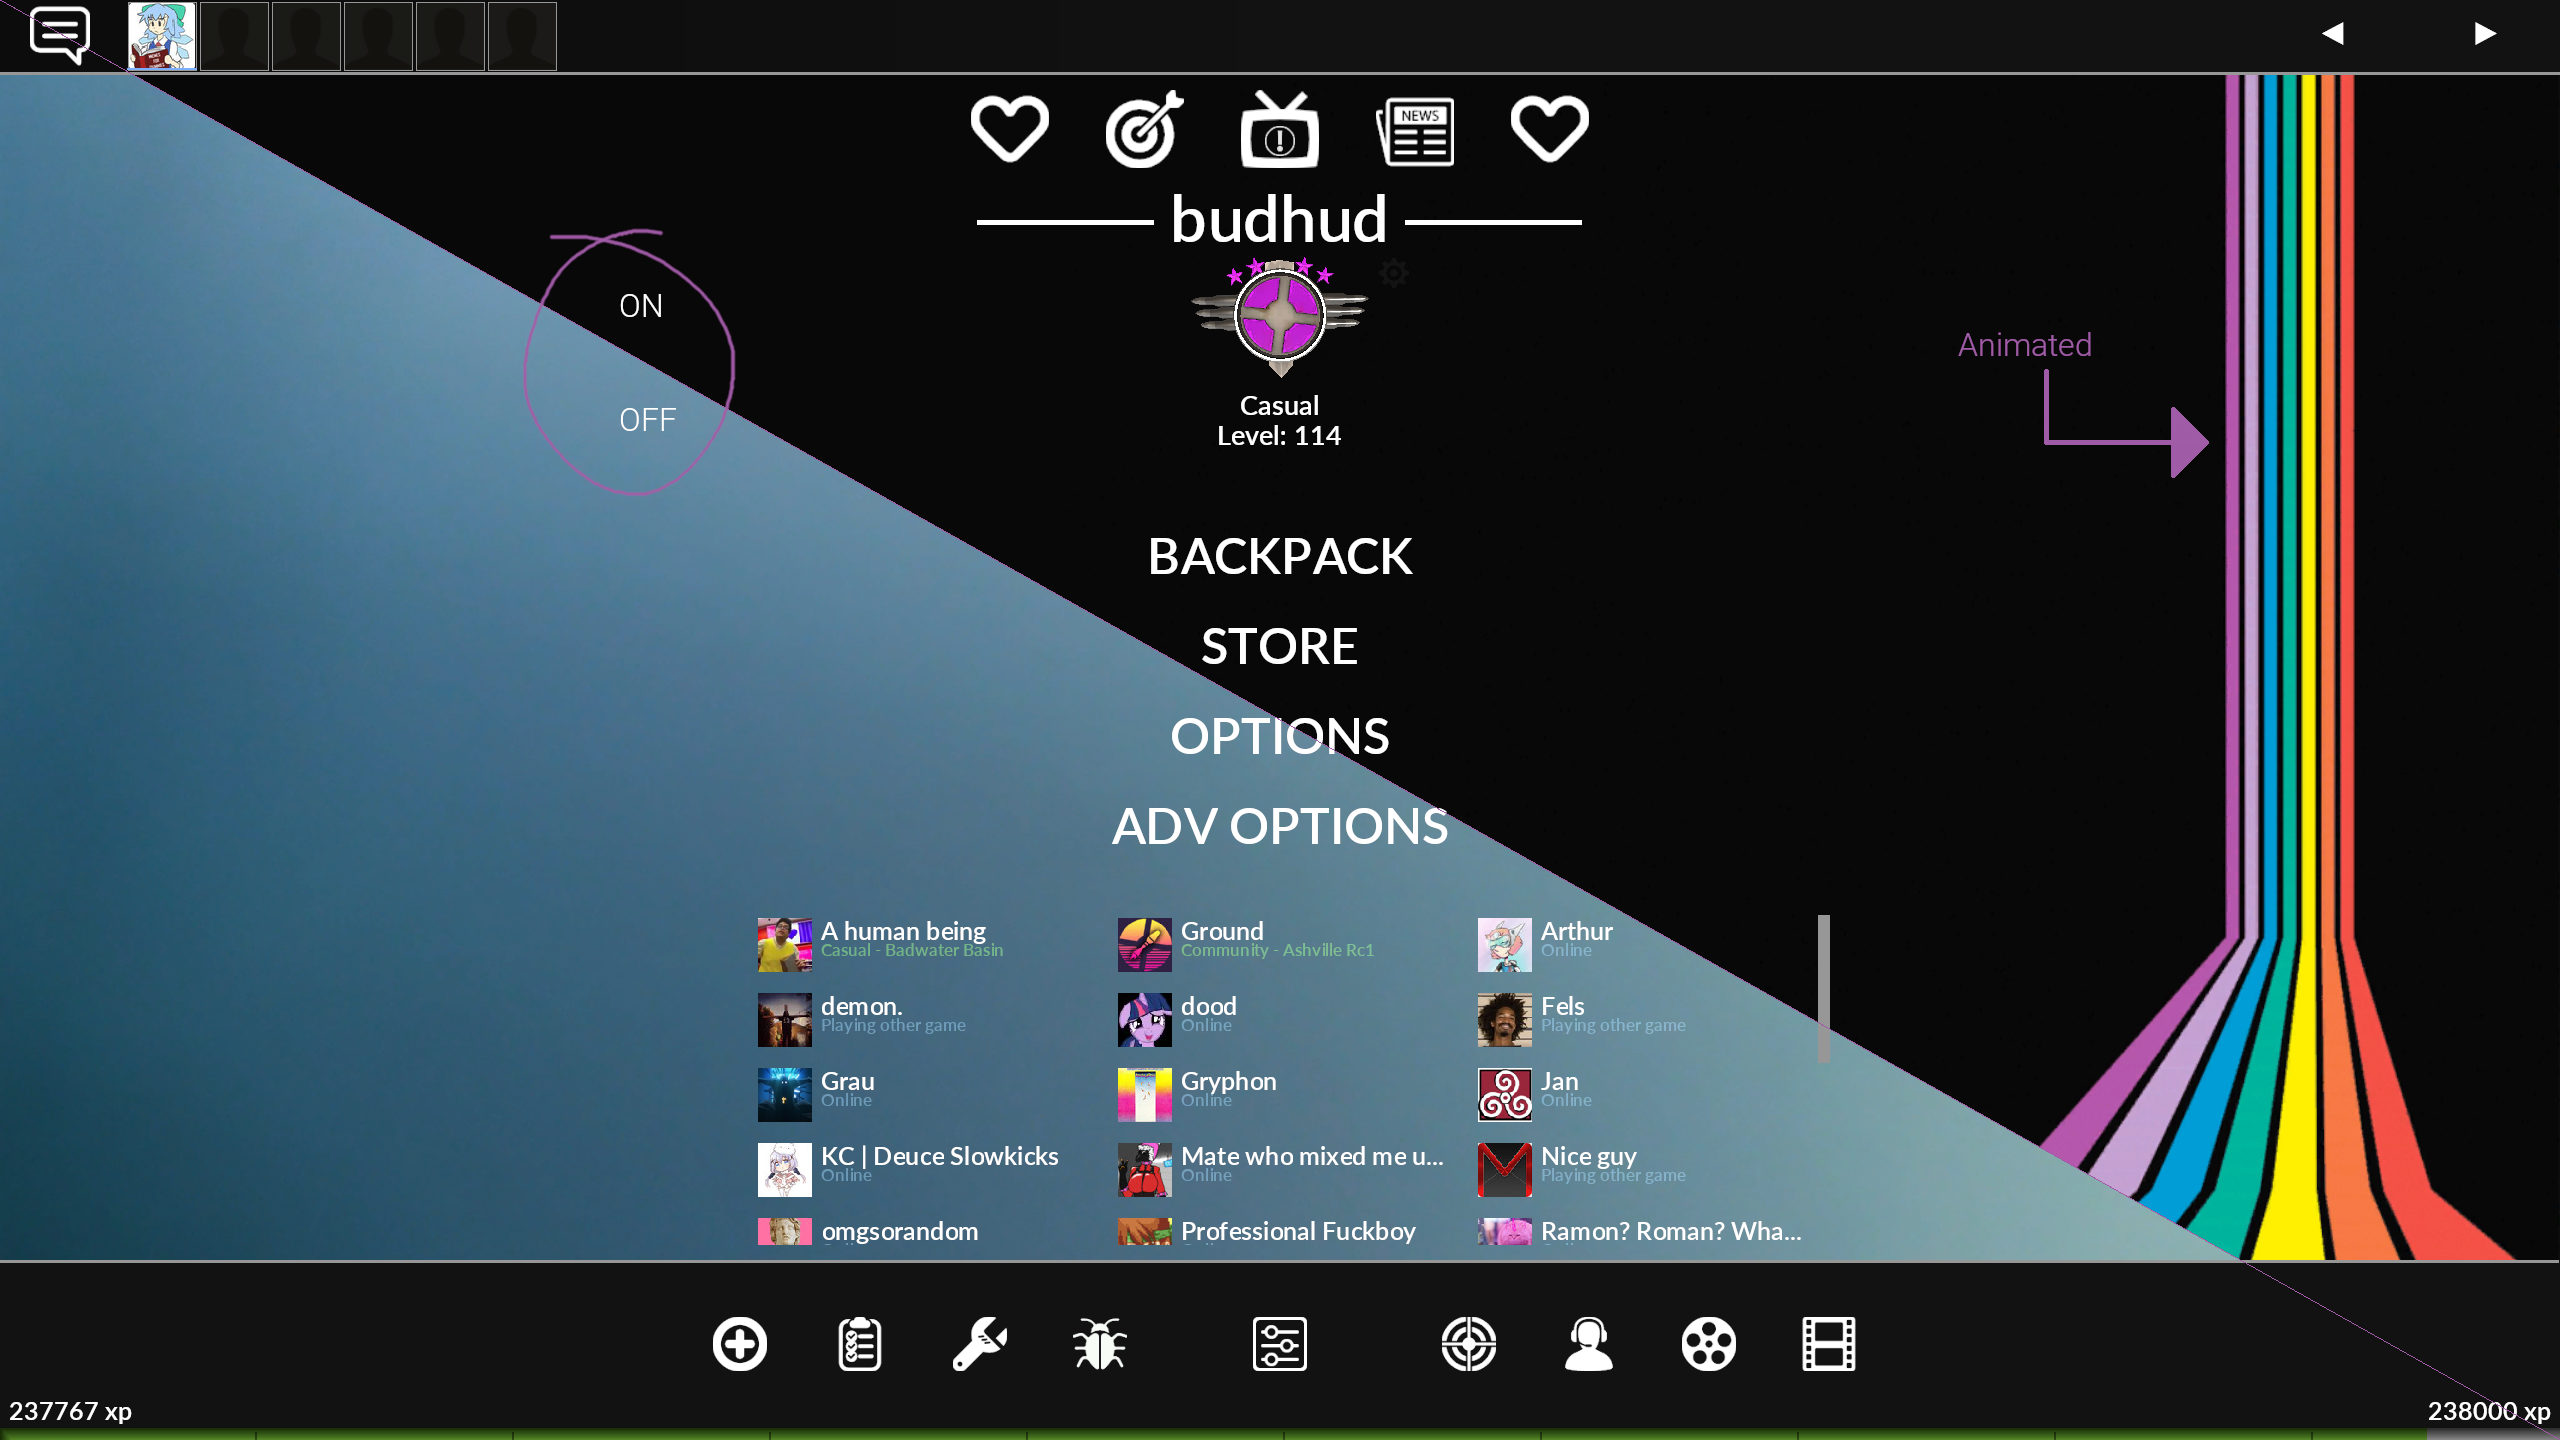 NEWS
budhud
ON
OFF
Animated
Casual
Level: 114
BACKPACK
STORE
OPTIONS
ADV OPTIONS
A human being
Casual - Badwater Basin
Ground
Community - Ashville Rc1
Arthur
Online
demon.
Playing other game
dood
Online
Fels
Playing other game
Grau
Online
Gryphon
Online
Jan
Online
KC | Deuce Slowkicks
Online
Mate who mixed me u...
Online
Nice guy
Playing other game
omgsorandom
Professional Fuckboy
Ramon? Roman? Wha...
237767 xp
238000 xp